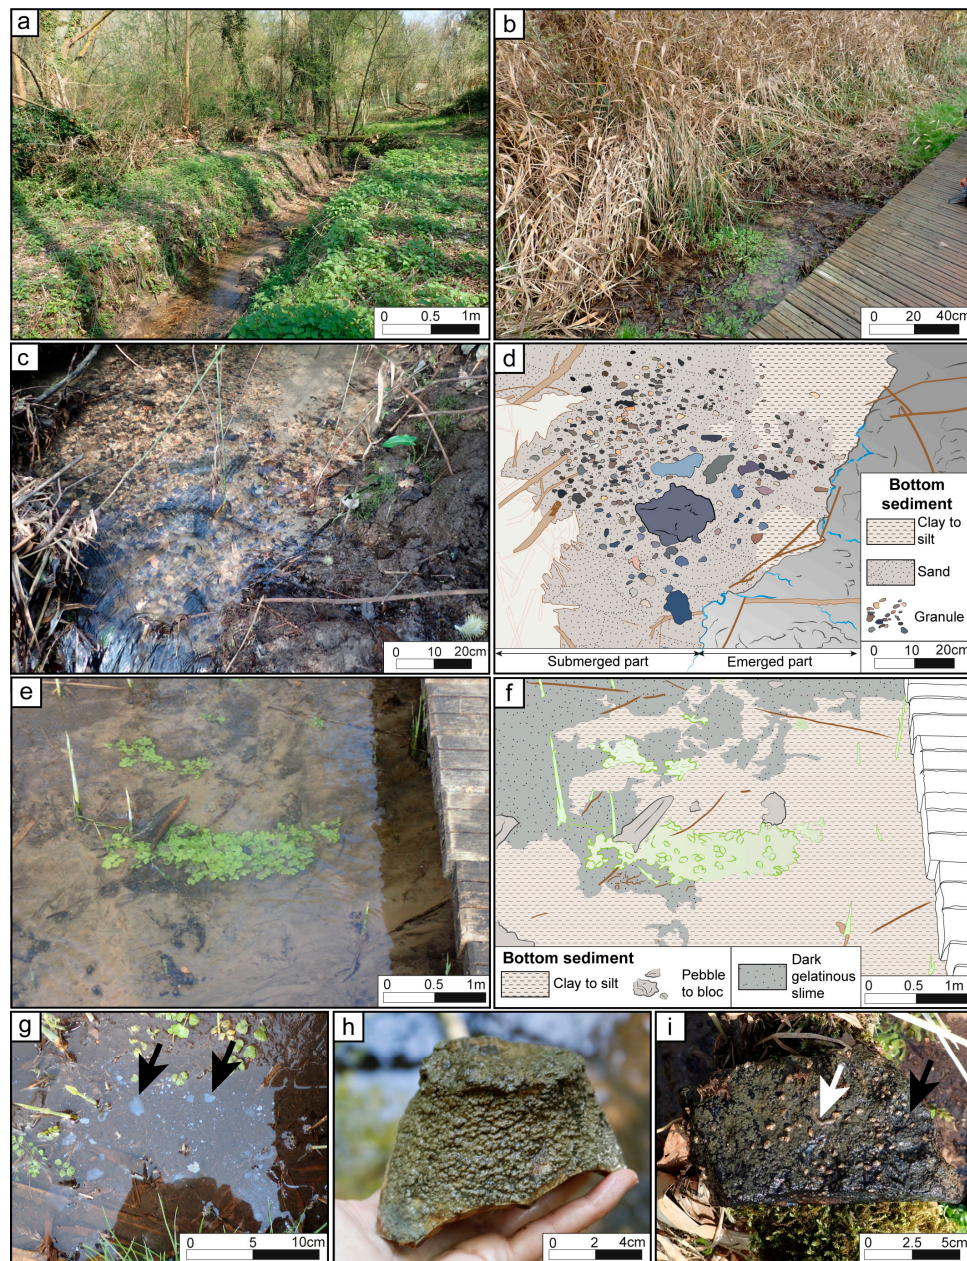 a
0 0.5 1m
b
0 20 40cm
c
0 10 20cm
d
Bottom
sediment
Clay to
silt
Sand
Granule
0 10 20cm
Submerged part
Emerged part
e
0 0.5 1m
f
Bottom sediment
Clay to silt
Pebble
to bloc
Dark
gelatinous
slime
0 0.5 1m
g
0 5 10cm
h
0 2 4cm
i
0 2.5 5cm